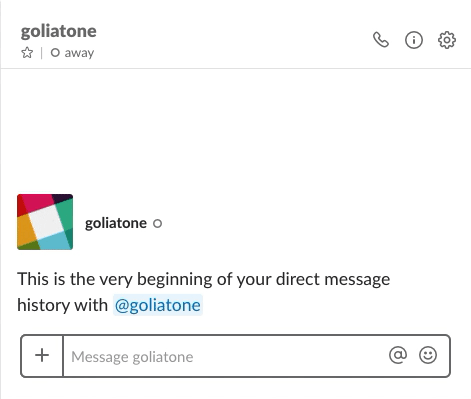 goliatone
away
goliatone
This is the very beginning of your direct message
history with @goliatone
Message goliatone